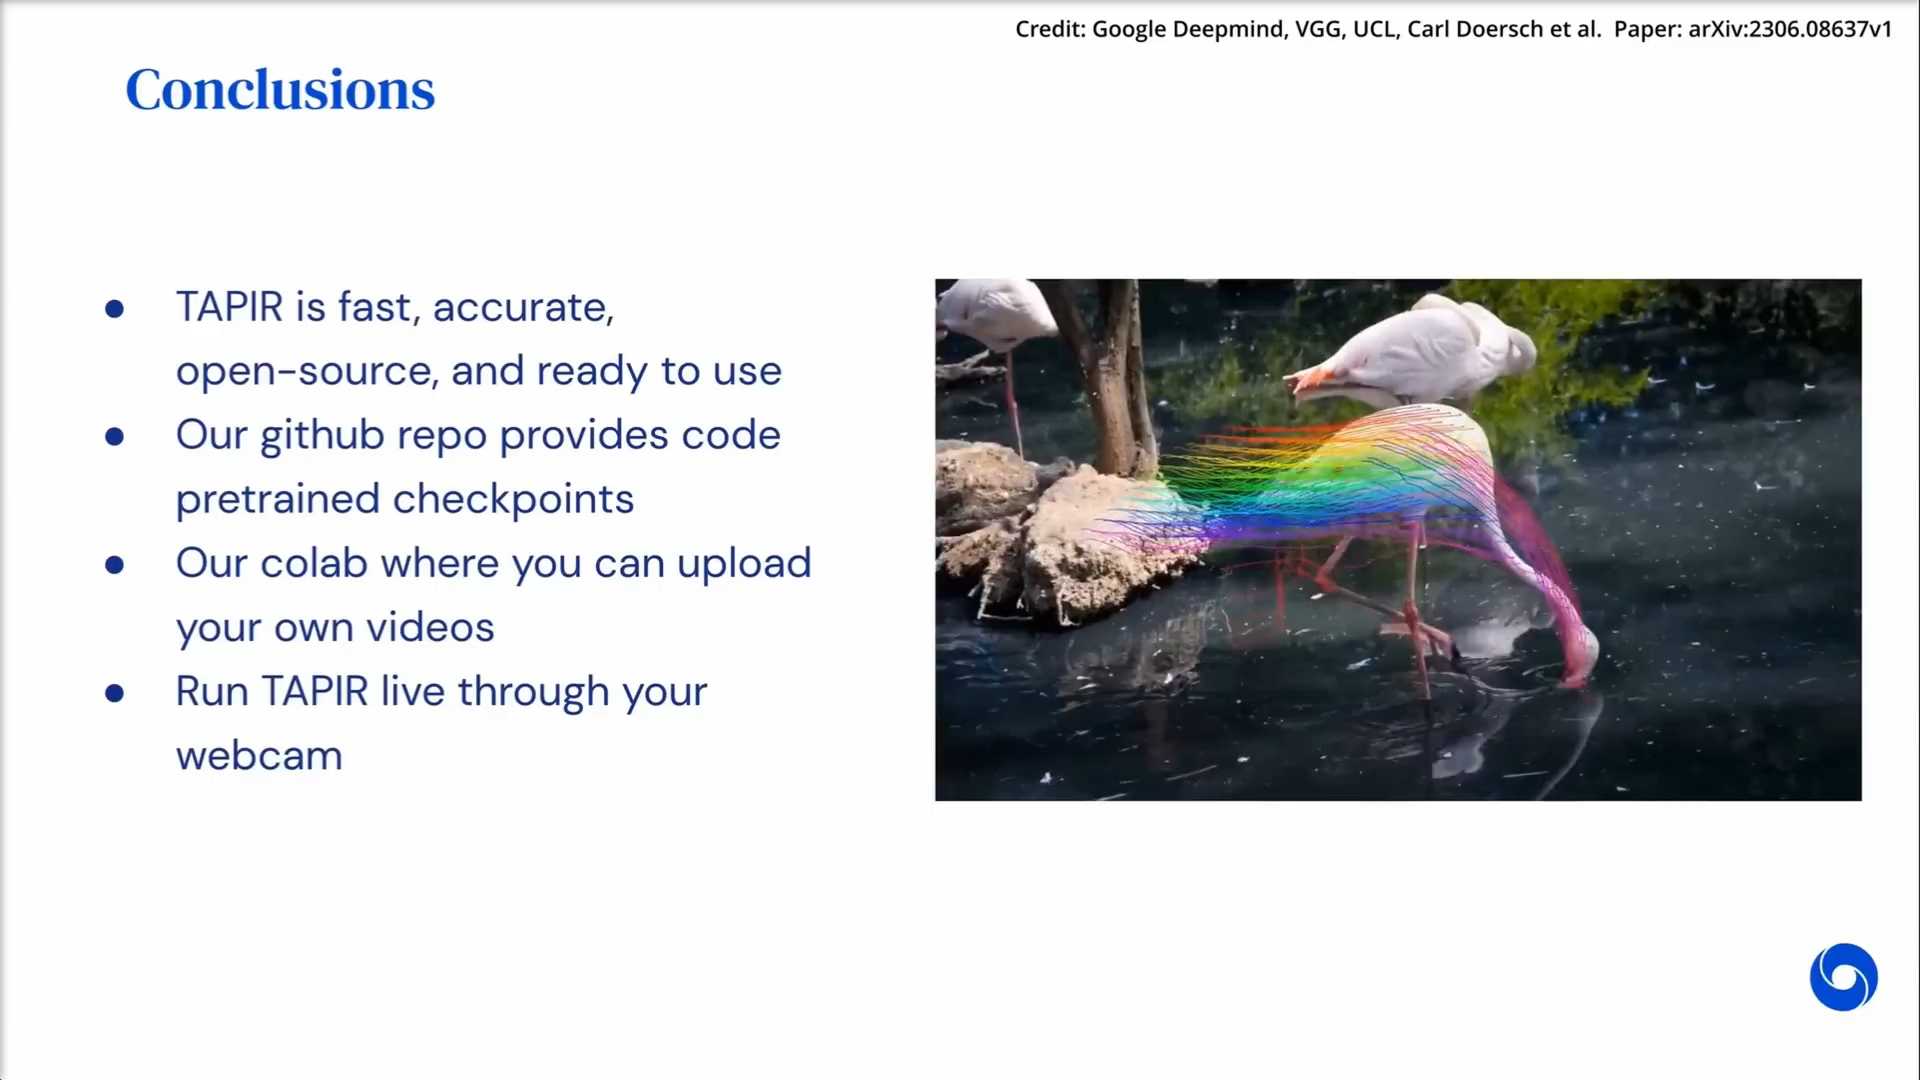 Credit: Google Deepmind, VGG, UCL, Carl Doersch et al. Paper: arXiv:2306.08637v1
Conclusions
● TAPIR is fast, accurate,
open-source, and ready to use
● Our github repo provides code
pretrained checkpoints
● Our colab where you can upload
your own videos
● Run TAPIR live through your
webcam